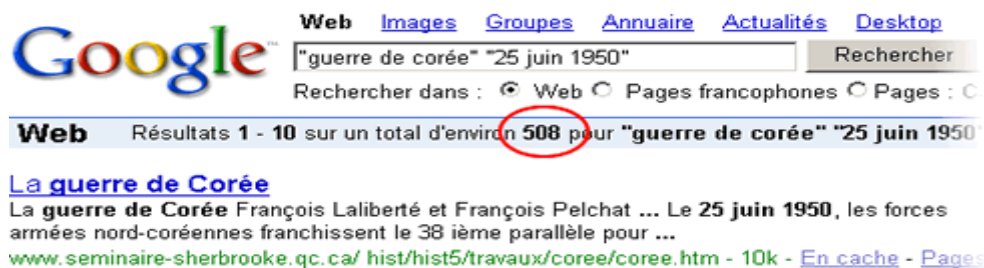 Web Images Groupes Annuaire Actualités Desktop
Google™
"guerre de corée" "25 juin 1950" Rechercher
Rechercher dans : Web Pages francophones Pages :
Web Résultats 1 - 10 sur un total d'environ 508 pour "guerre de corée" "25 juin 1950"
La guerre de Corée
La guerre de Corée François Laliberté et François Pelchat ... Le 25 juin 1950, les forces
armées nord-coréennes franchissent le 38 ième parallèle pour ...
www.seminaire-sherbrooke.qc.ca/ hist/hist5/travaux/coree/coree.htm - 10k - En cache - Pages